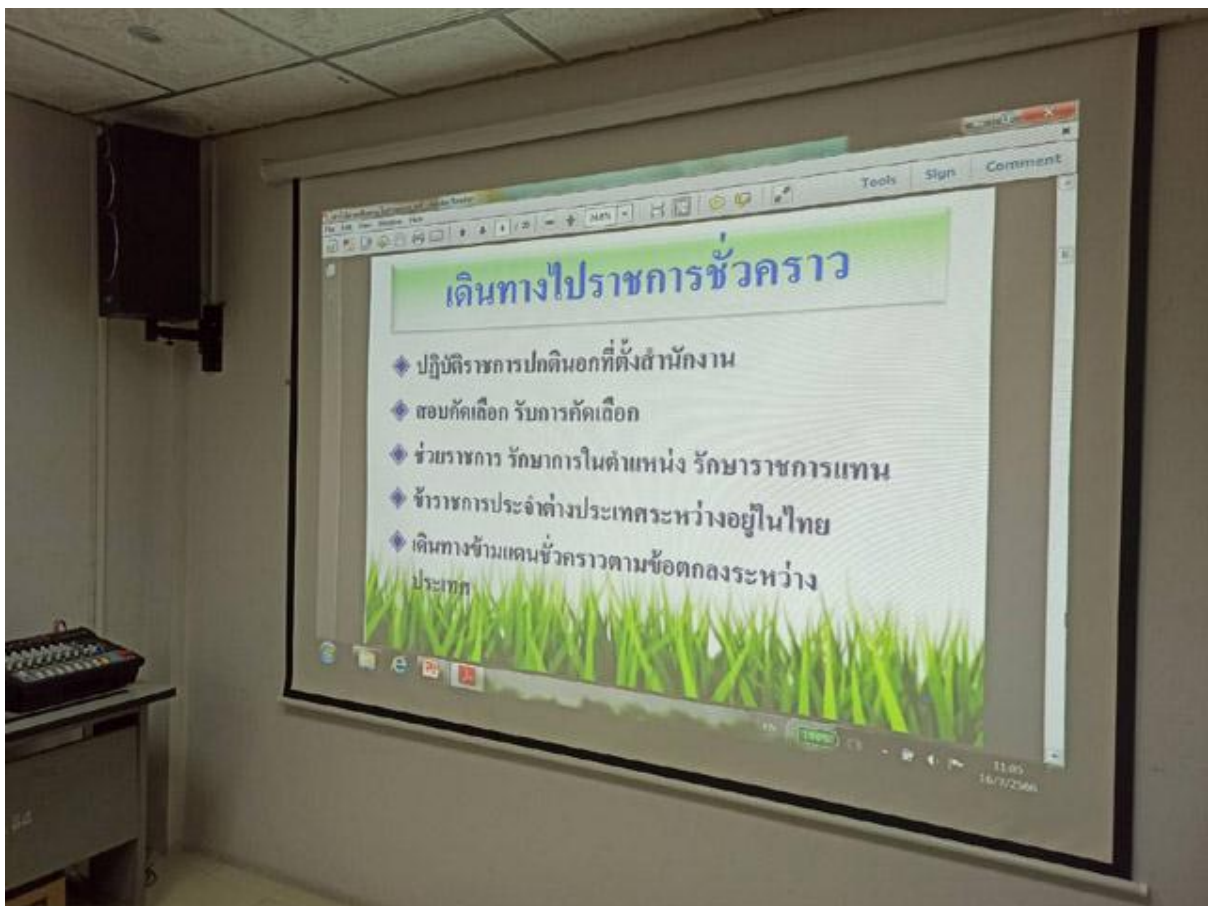 Tools Sign Comment
File Edit View Window Help
เดินทางไปราชการชั่วคราว
ปฏิบัติราชการปกตินอกที่ตั้งสำนักงาน
สอบคัดเลือก รับการคัดเลือก
ช่วยราชการ รักษาการในตำแหน่ง รักษาราชการแทน
ข้าราชการประจำต่างประเทศระหว่างอยู่ในไทย
เดินทางข้ามแดนชั่วคราวตามข้อตกลงระหว่าง
ประเทศ
100%
11:05
16/7/2566